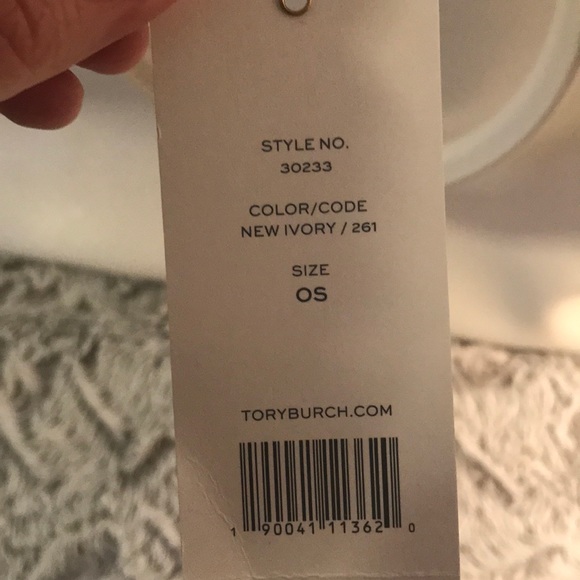 STYLE NO.
30233
COLOR/CODE
NEW IVORY / 261
SIZE
OS
TORYBURCH.COM
1 90041 11362 0